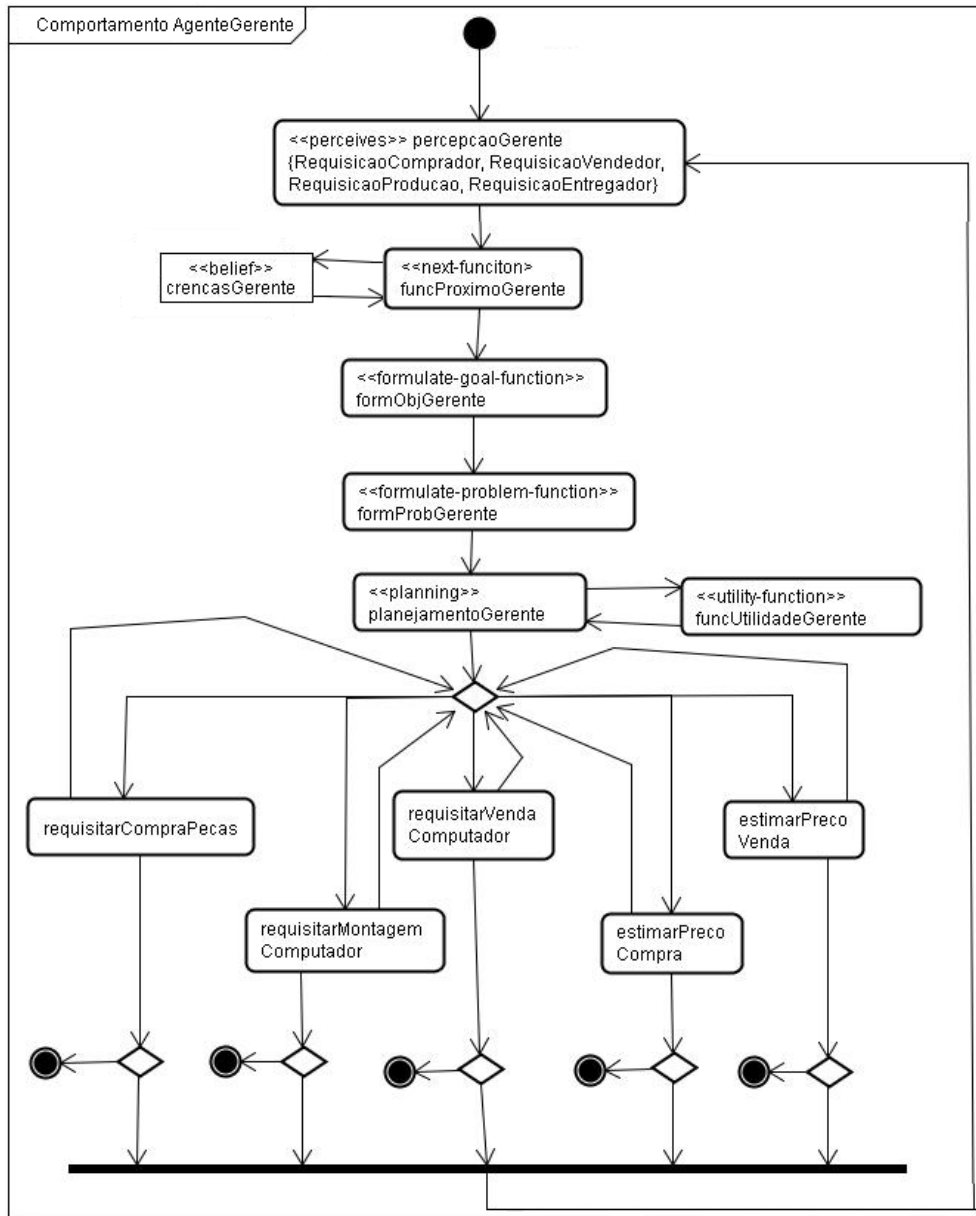 Comportamento AgenteGerente
<<perceives>> percepcaoGerente
{RequisicaoComprador, RequisicaoVendedor,
RequisicaoProducao, RequisicaoEntregador}
<<belief>>
crencasGerente
<<next-funciton>
funcProximoGerente
<<formulate-goal-function>>
formObjGerente
<<formulate-problem-function>>
formProbGerente
<<planning>>
planejamentoGerente
<<utility-function>>
funcUtilidadeGerente
requisitarCompraPecas
requisitarMontagem
Computador
requisitarVenda
Computador
estimarPreco
Compra
estimarPreco
Venda